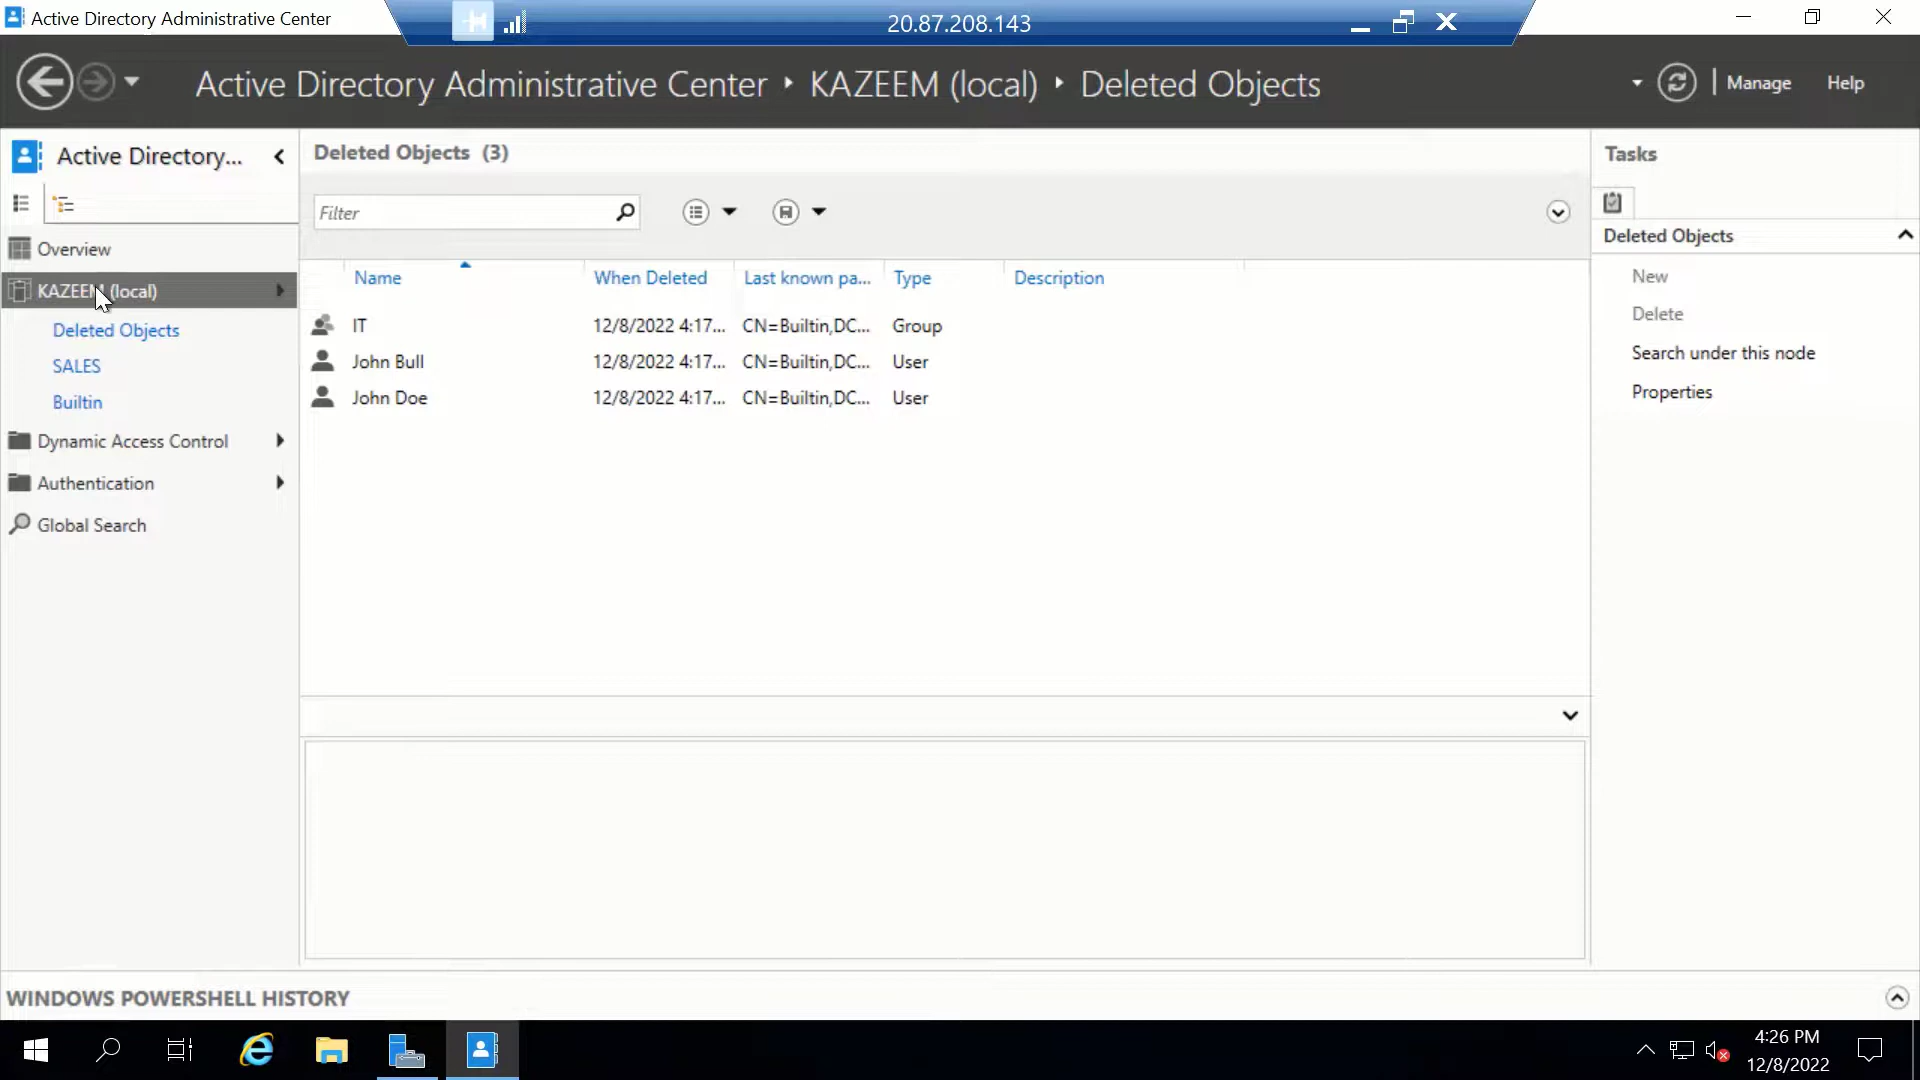 Active Directory Administrative Center
20.87.208.143
Active Directory Administrative Center ‣ KAZEEM (local) ‣ Deleted Objects
Manage
Help
Active Directory...
Overview
KAZEEM (local)
Deleted Objects
SALES
Builtin
Dynamic Access Control
Authentication
Global Search
Deleted Objects (3)
Filter
Name When Deleted Last known pa... Type Description
IT 12/8/2022 4:17... CN=Builtin,DC... Group
John Bull 12/8/2022 4:17... CN=Builtin,DC... User
John Doe 12/8/2022 4:17... CN=Builtin,DC... User
Tasks
Deleted Objects
New
Delete
Search under this node
Properties
WINDOWS POWERSHELL HISTORY
4:26 PM
12/8/2022